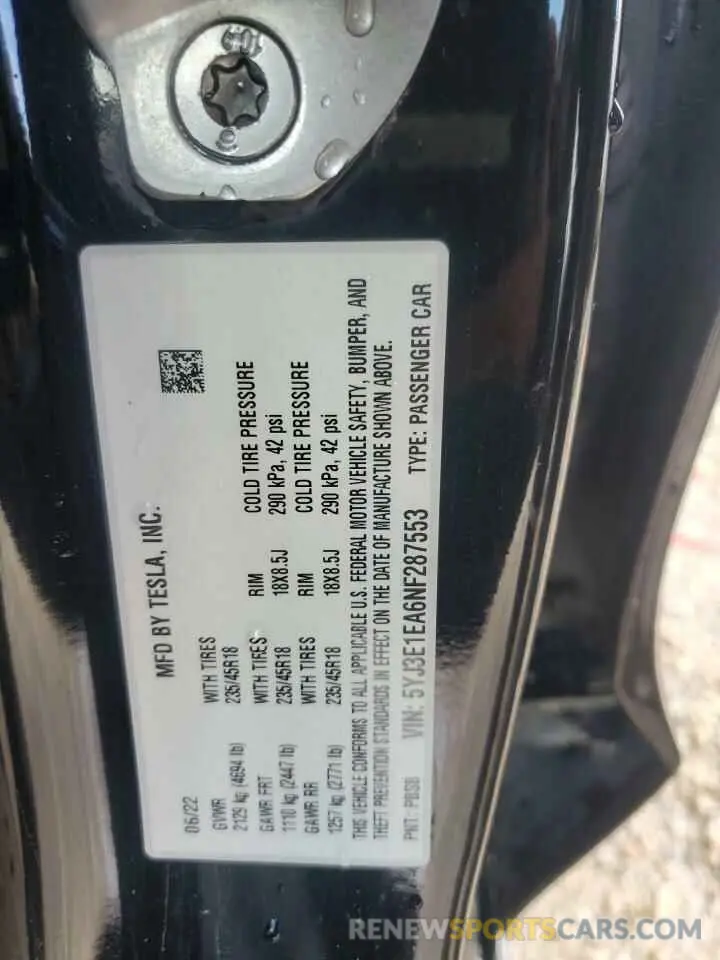 MFD BY TESLA, INC.
06/22
GVWR WITH TIRES RIM COLD TIRE PRESSURE
2129 kg (4694 lb) 235/45R18
GAWR FRT WITH TIRES RIM COLD TIRE PRESSURE
1110 kg (2447 lb) 235/45R18 18X8.5J 290 kPa, 42 psi
GAWR RR WITH TIRES RIM COLD TIRE PRESSURE
1257 kg (2771 lb) 235/45R18 18X8.5J 290 kPa, 42 psi
THIS VEHICLE CONFORMS TO ALL APPLICABLE U.S. FEDERAL MOTOR VEHICLE SAFETY, BUMPER, AND
THEFT PREVENTION STANDARDS IN EFFECT ON THE DATE OF MANUFACTURE SHOWN ABOVE.
PNT: PBSB VIN: 5YJ3E1EA6NF287553 TYPE: PASSENGER CAR
RENEWSPORTSCARS.COM